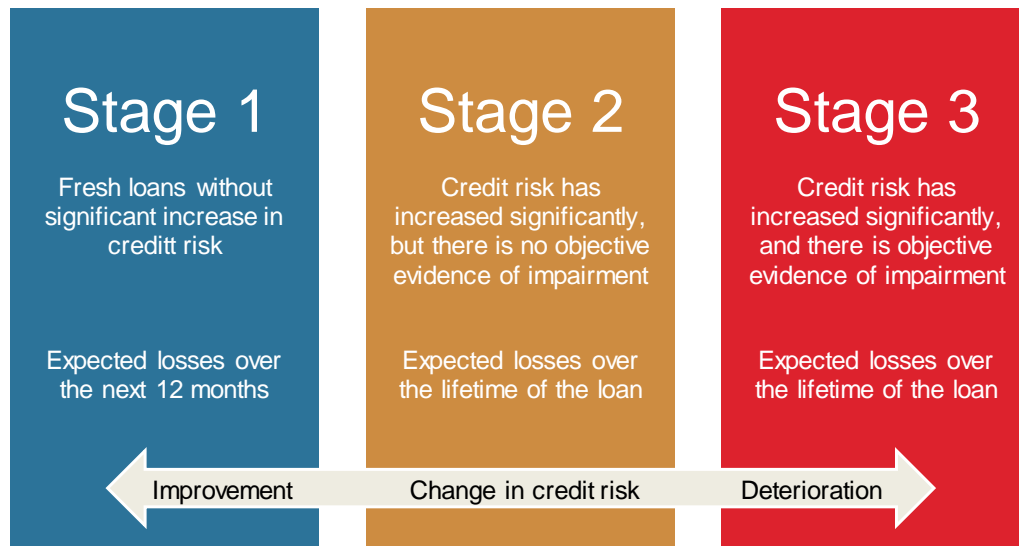 Stage 1
Fresh loans without
significant increase in
creditt risk
Expected losses over
the next 12 months
Stage 2
Credit risk has
increased significantly,
but there is no objective
evidence of impairment
Expected losses over
the lifetime of the loan
Stage 3
Credit risk has
increased significantly,
and there is objective
evidence of impairment
Expected losses over
the lifetime of the loan
Improvement
Change in credit risk
Deterioration